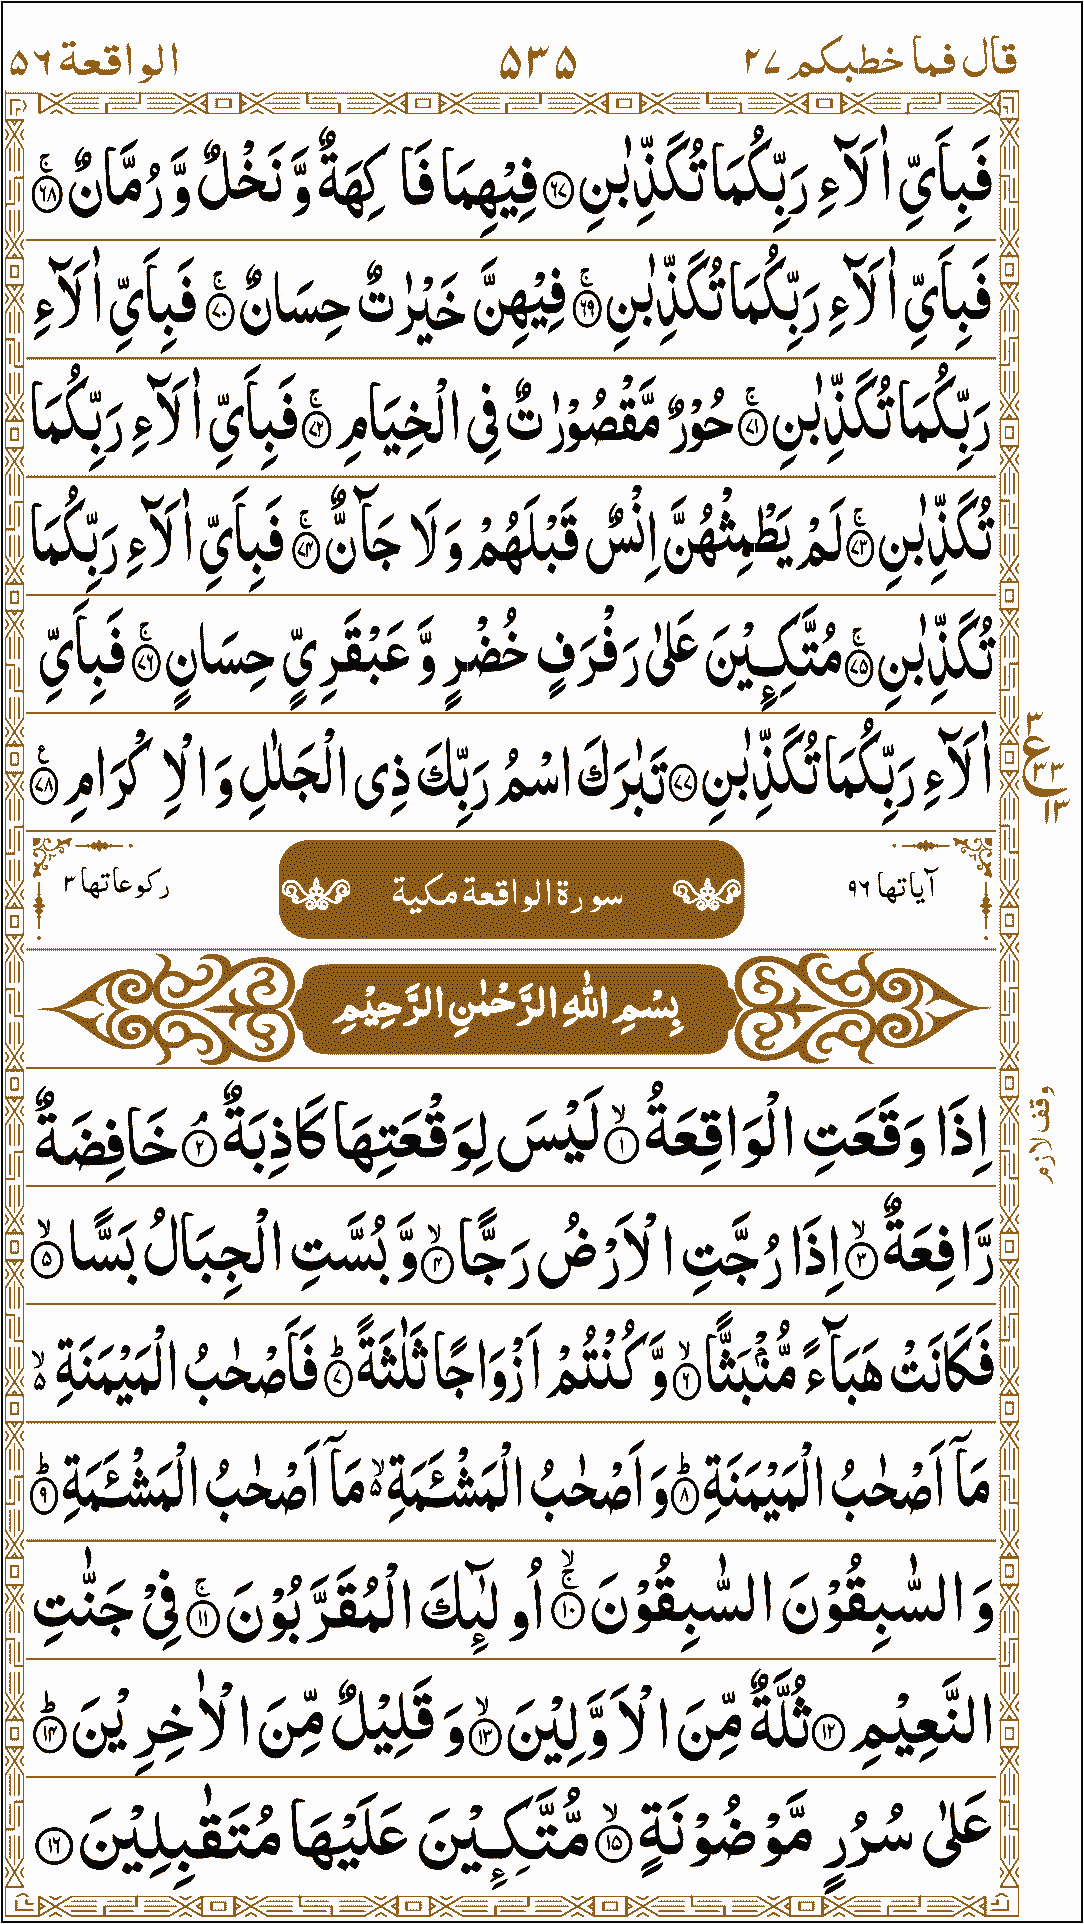 قال فما خطبكم ٢٧ ٥٣٥ الواقعة ٥٦
فَبِاَيِّ اٰلَآءِ رَبِّكُمَا تُكَذِّبٰنِ ﴿٦٧﴾ فِيْهِمَا فَاكِهَةٌ وَّنَخْلٌ وَّرُمَّانٌ ۚ﴿٦٨﴾
فَبِاَيِّ اٰلَآءِ رَبِّكُمَا تُكَذِّبٰنِ ۚ﴿٦٩﴾ فِيْهِنَّ خَيْرٰتٌ حِسَانٌ ۚ﴿٧٠﴾ فَبِاَيِّ اٰلَآءِ
رَبِّكُمَا تُكَذِّبٰنِ ۚ﴿٧١﴾ حُوْرٌ مَّقْصُوْرٰتٌ فِى الْخِيَامِ ۚ﴿٧٢﴾ فَبِاَيِّ اٰلَآءِ رَبِّكُمَا
تُكَذِّبٰنِ ۚ﴿٧٣﴾ لَمْ يَطْمِثْهُنَّ اِنْسٌ قَبْلَهُمْ وَلَا جَآنٌّ ۚ﴿٧٤﴾ فَبِاَيِّ اٰلَآءِ رَبِّكُمَا
تُكَذِّبٰنِ ۚ﴿٧٥﴾ مُتَّكِـِٕيْنَ عَلٰى رَفْرَفٍ خُضْرٍ وَّعَبْقَرِيٍّ حِسَانٍ ۚ﴿٧٦﴾ فَبِاَيِّ
اٰلَآءِ رَبِّكُمَا تُكَذِّبٰنِ ﴿٧٧﴾ تَبٰرَكَ اسْمُ رَبِّكَ ذِى الْجَلٰلِ وَالْاِكْرَامِ ۧ﴿٧٨﴾
٣
ع
٣٣
١٣
آياتها ٩٦ سورة الواقعة مكية ركوعاتها ٣
بِسْمِ اللّٰهِ الرَّحْمٰنِ الرَّحِيْمِ
اِذَا وَقَعَتِ الْوَاقِعَةُ ۙ﴿١﴾ لَيْسَ لِوَقْعَتِهَا كَاذِبَةٌ ۘ﴿٢﴾ خَافِضَةٌ
وقف لازم
رَّافِعَةٌ ۙ﴿٣﴾ اِذَا رُجَّتِ الْاَرْضُ رَجًّا ۙ﴿٤﴾ وَّبُسَّتِ الْجِبَالُ بَسًّا ۙ﴿٥﴾
فَكَانَتْ هَبَآءً مُّنْۢبَثًّا ۙ﴿٦﴾ وَّكُنْتُمْ اَزْوَاجًا ثَلٰثَةً ؕ﴿٧﴾ فَاَصْحٰبُ الْمَيْمَنَةِ ۙ۵
مَاۤ اَصْحٰبُ الْمَيْمَنَةِ ؕ﴿٨﴾ وَاَصْحٰبُ الْمَشْـَٔمَةِ ۙ۵ مَاۤ اَصْحٰبُ الْمَشْـَٔمَةِ ؕ﴿٩﴾
وَالسّٰبِقُوْنَ السّٰبِقُوْنَ ۚۙ﴿١٠﴾ اُولٰٓئِكَ الْمُقَرَّبُوْنَ ۚ﴿١١﴾ فِيْ جَنّٰتِ
النَّعِيْمِ ﴿١٢﴾ ثُلَّةٌ مِّنَ الْاَوَّلِيْنَ ۙ﴿١٣﴾ وَقَلِيْلٌ مِّنَ الْاٰخِرِيْنَ ؕ﴿١٤﴾
عَلٰى سُرُرٍ مَّوْضُوْنَةٍ ۙ﴿١٥﴾ مُّتَّكِـِٕيْنَ عَلَيْهَا مُتَقٰبِلِيْنَ ﴿١٦﴾